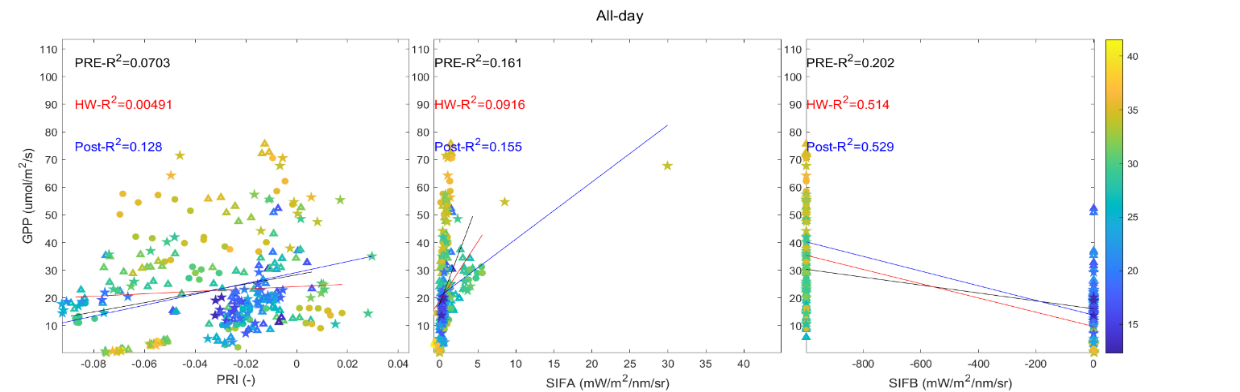 All-day
PRE-R²=0.0703
HW-R²=0.00491
Post-R²=0.128
GPP (umol/m²/s)
110
100
90
80
70
60
50
40
30
20
10
-0.08 -0.06 -0.04 -0.02 0 0.02 0.04
PRI (-)
PRE-R²=0.161
HW-R²=0.0916
Post-R²=0.155
110
100
90
80
70
60
50
40
30
20
10
0 5 10 15 20 25 30 35 40
SIFA (mW/m²/nm/sr)
PRE-R²=0.202
HW-R²=0.514
Post-R²=0.529
110
100
90
80
70
60
50
40
30
20
10
-800 -600 -400 -200 0
SIFB (mW/m²/nm/sr)
40
35
30
25
20
15